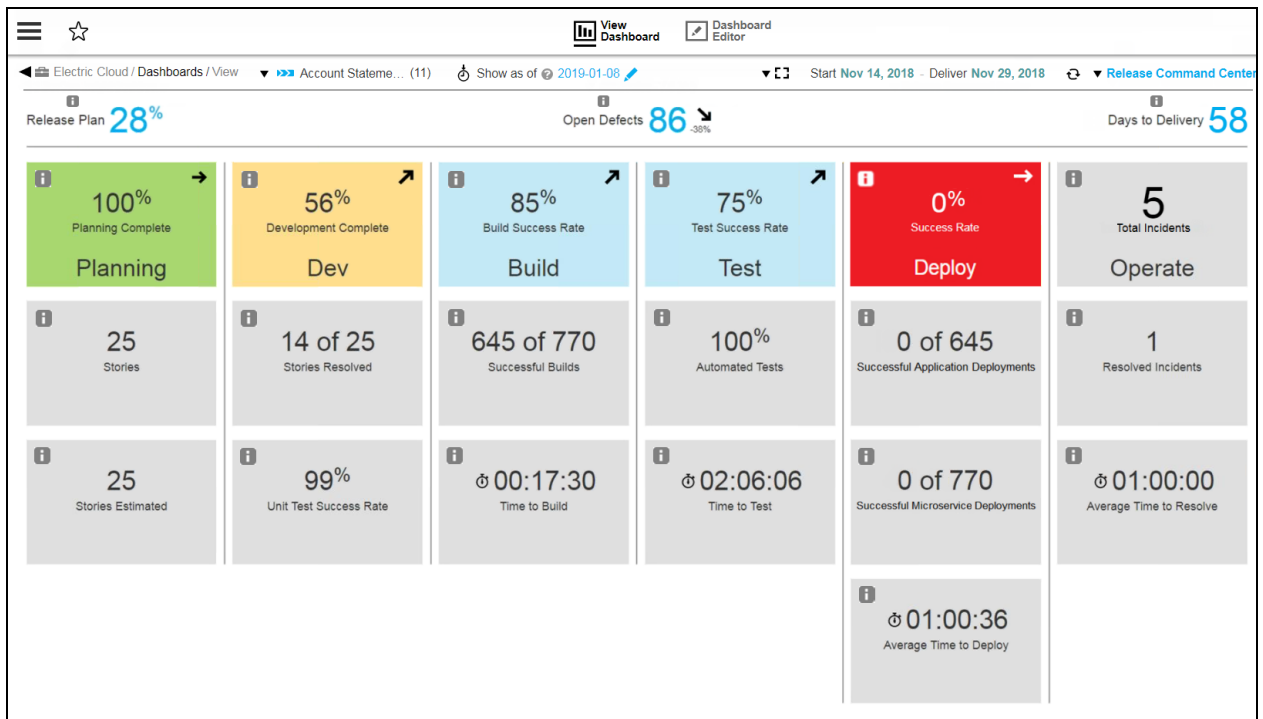 View Dashboard
Dashboard Editor
Electric Cloud / Dashboards / View
Account Stateme... (11)
Show as of 2019-01-08
Start Nov 14, 2018 - Deliver Nov 29, 2018
Release Command Center
Release Plan 28%
Open Defects 86 -38%
Days to Delivery 58
100%
Planning Complete
Planning
25
Stories
25
Stories Estimated
56%
Development Complete
Dev
14 of 25
Stories Resolved
99%
Unit Test Success Rate
85%
Build Success Rate
Build
645 of 770
Successful Builds
00:17:30
Time to Build
75%
Test Success Rate
Test
100%
Automated Tests
02:06:06
Time to Test
0%
Success Rate
Deploy
0 of 645
Successful Application Deployments
0 of 770
Successful Microservice Deployments
01:00:36
Average Time to Deploy
5
Total Incidents
Operate
1
Resolved Incidents
01:00:00
Average Time to Resolve